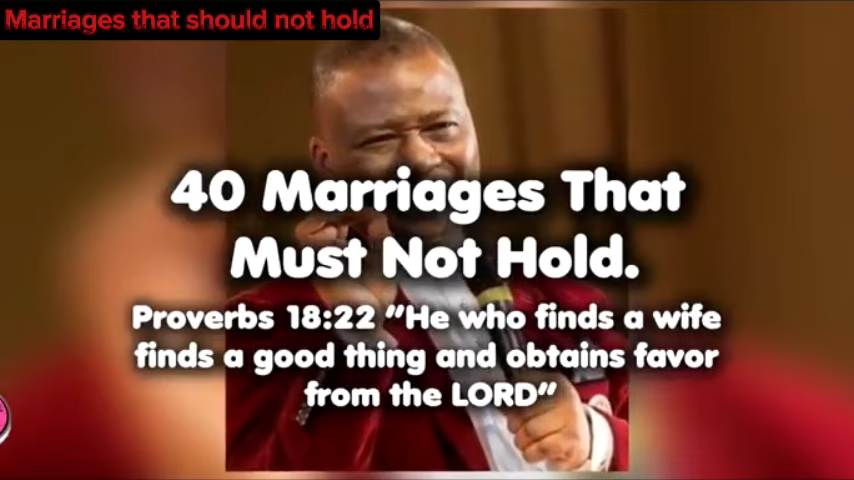 Marriages that should not hold
40 Marriages That
Must Not Hold.
Proverbs 18:22 “He who finds a wife
finds a good thing and obtains favor
from the LORD”